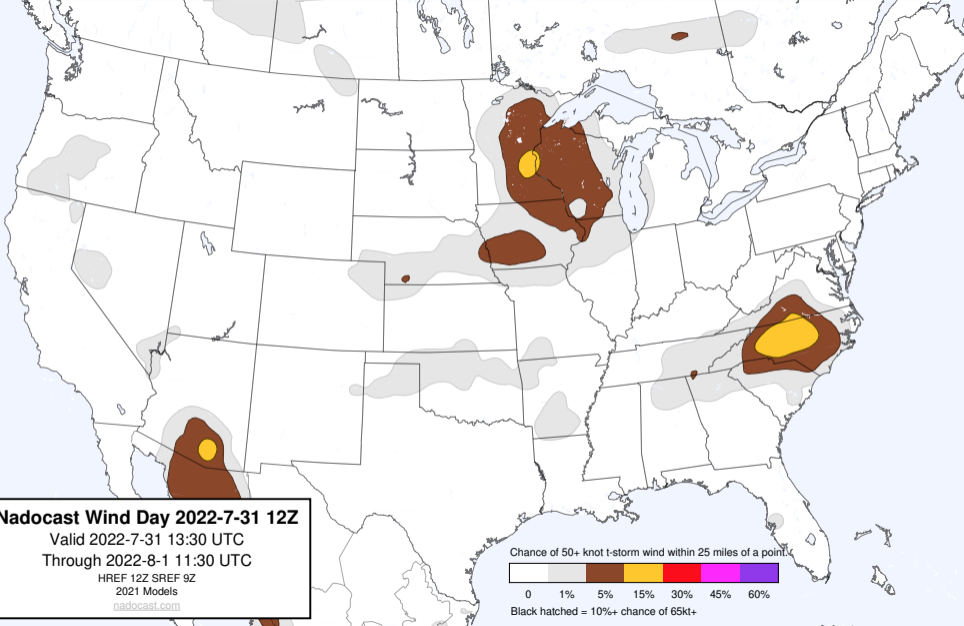 Nadocast Wind Day 2022-7-31 12Z
Valid 2022-7-31 13:30 UTC
Through 2022-8-1 11:30 UTC
HREF 12Z SREF 9Z
2021 Models
nadocast.com
Chance of 50+ knot t-storm wind within 25 miles of a point.
0 1% 5% 15% 30% 45% 60%
Black hatched = 10%+ chance of 65kt+